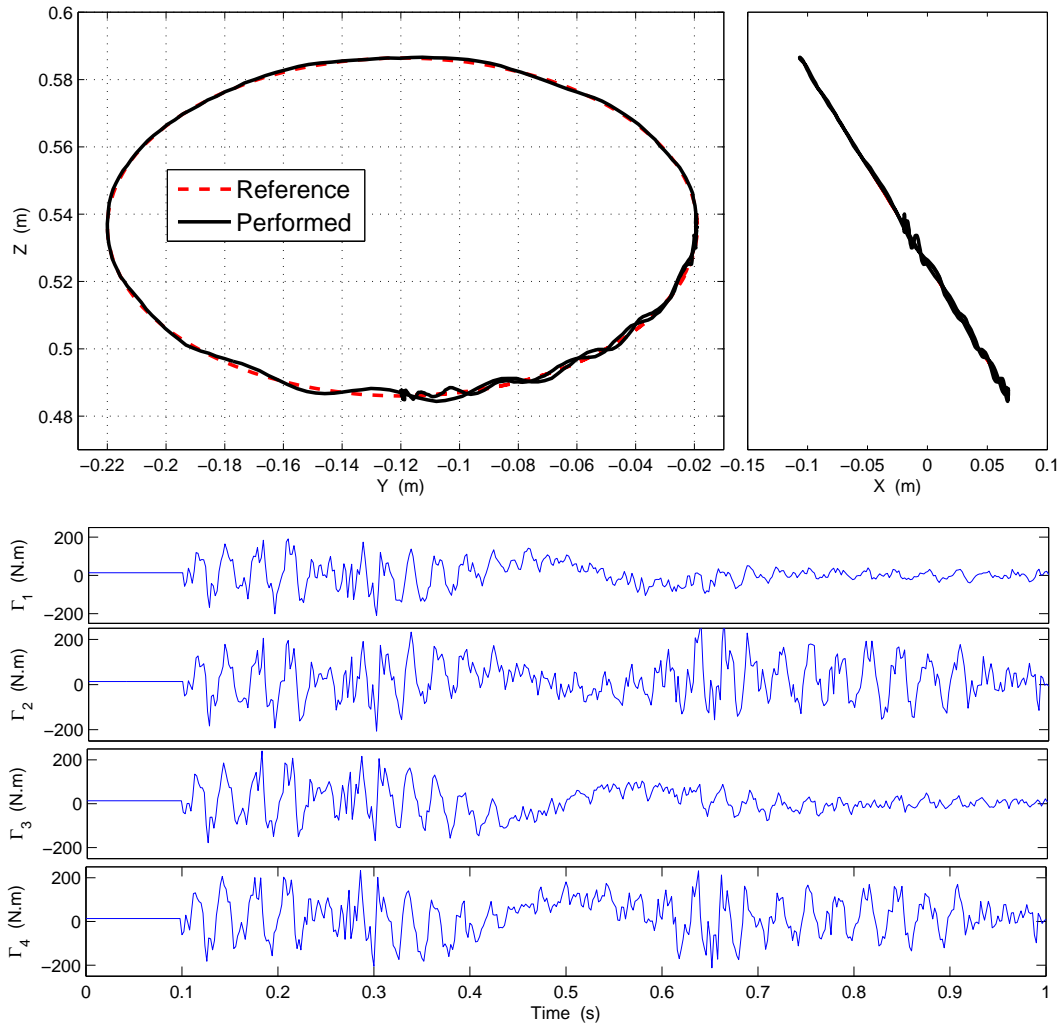 0.6
0.58
0.56
0.54
0.52
0.5
0.48
Z (m)
Reference
Performed
−0.22 −0.2 −0.18 −0.16 −0.14 −0.12 −0.1 −0.08 −0.06 −0.04 −0.02
Y (m)
−0.15 −0.1 −0.05 0 0.05 0.1
X (m)
200
0
−200
Γ1 (N.m)
200
0
−200
Γ2 (N.m)
200
0
−200
Γ3 (N.m)
200
0
−200
Γ4 (N.m)
0 0.1 0.2 0.3 0.4 0.5 0.6 0.7 0.8 0.9 1
Time (s)